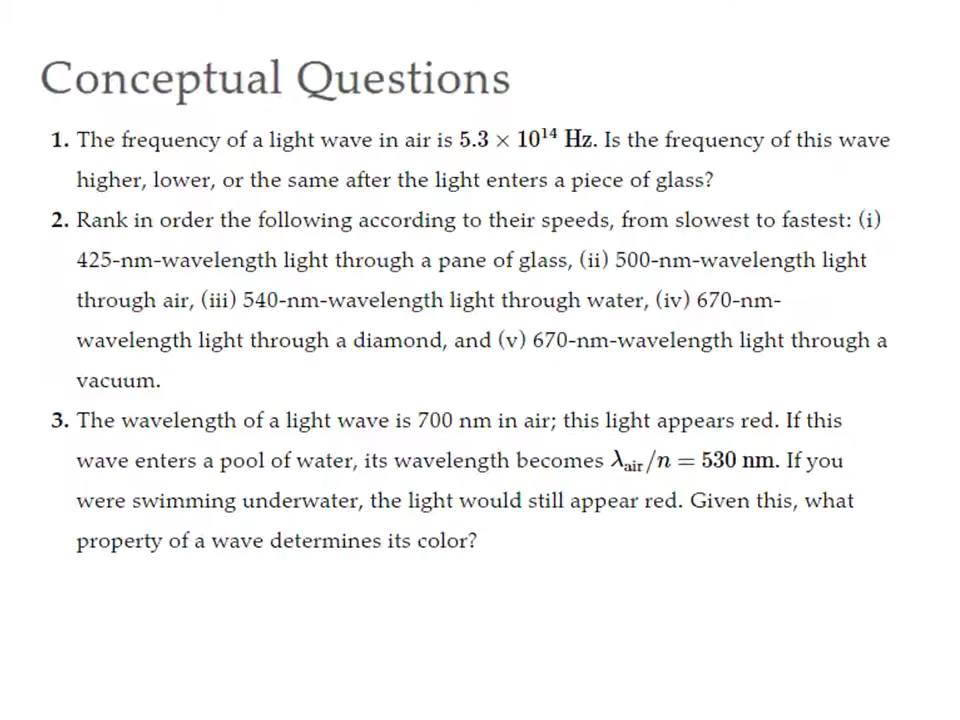 Conceptual Questions
1. The frequency of a light wave in air is 5.3 × 10¹⁴ Hz. Is the frequency of this wave
higher, lower, or the same after the light enters a piece of glass?
2. Rank in order the following according to their speeds, from slowest to fastest: (i)
425-nm-wavelength light through a pane of glass, (ii) 500-nm-wavelength light
through air, (iii) 540-nm-wavelength light through water, (iv) 670-nm-
wavelength light through a diamond, and (v) 670-nm-wavelength light through a
vacuum.
3. The wavelength of a light wave is 700 nm in air; this light appears red. If this
wave enters a pool of water, its wavelength becomes λair/n = 530 nm. If you
were swimming underwater, the light would still appear red. Given this, what
property of a wave determines its color?